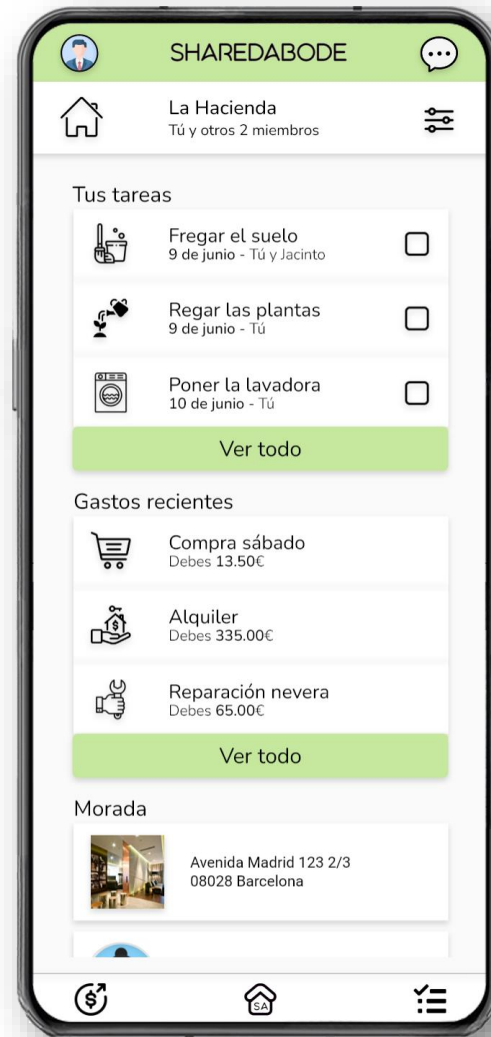 SHAREDABODE
La Hacienda
Tú y otros 2 miembros
Tus tareas
Fregar el suelo
9 de junio - Tú y Jacinto
Regar las plantas
9 de junio - Tú
Poner la lavadora
10 de junio - Tú
Ver todo
Gastos recientes
Compra sábado
Debes 13.50€
Alquiler
Debes 335.00€
Reparación nevera
Debes 65.00€
Ver todo
Morada
Avenida Madrid 123 2/3
08028 Barcelona
SA